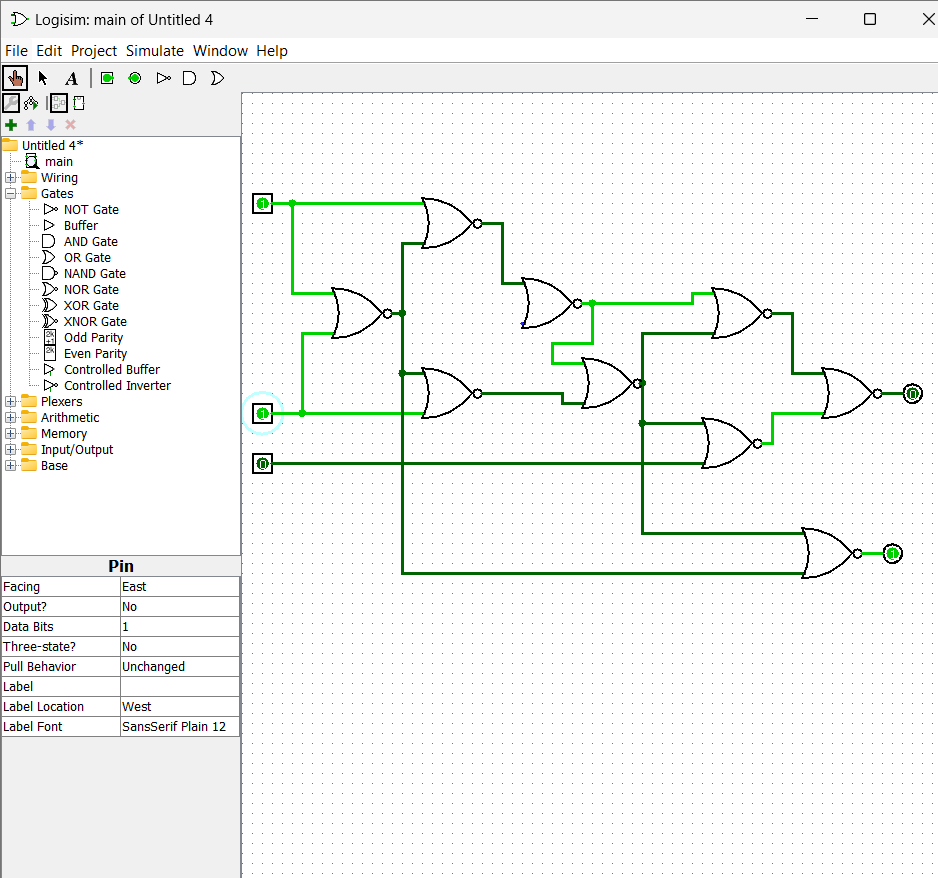 Logisim: main of Untitled 4
File Edit Project Simulate Window Help
A
Untitled 4*
main
Wiring
Gates
NOT Gate
Buffer
AND Gate
OR Gate
NAND Gate
NOR Gate
XOR Gate
XNOR Gate
2k+1 Odd Parity
2k Even Parity
Controlled Buffer
Controlled Inverter
Plexers
Arithmetic
Memory
Input/Output
Base
Pin
Facing East
Output? No
Data Bits 1
Three-state? No
Pull Behavior Unchanged
Label
Label Location West
Label Font SansSerif Plain 12
1
1
0
0
1